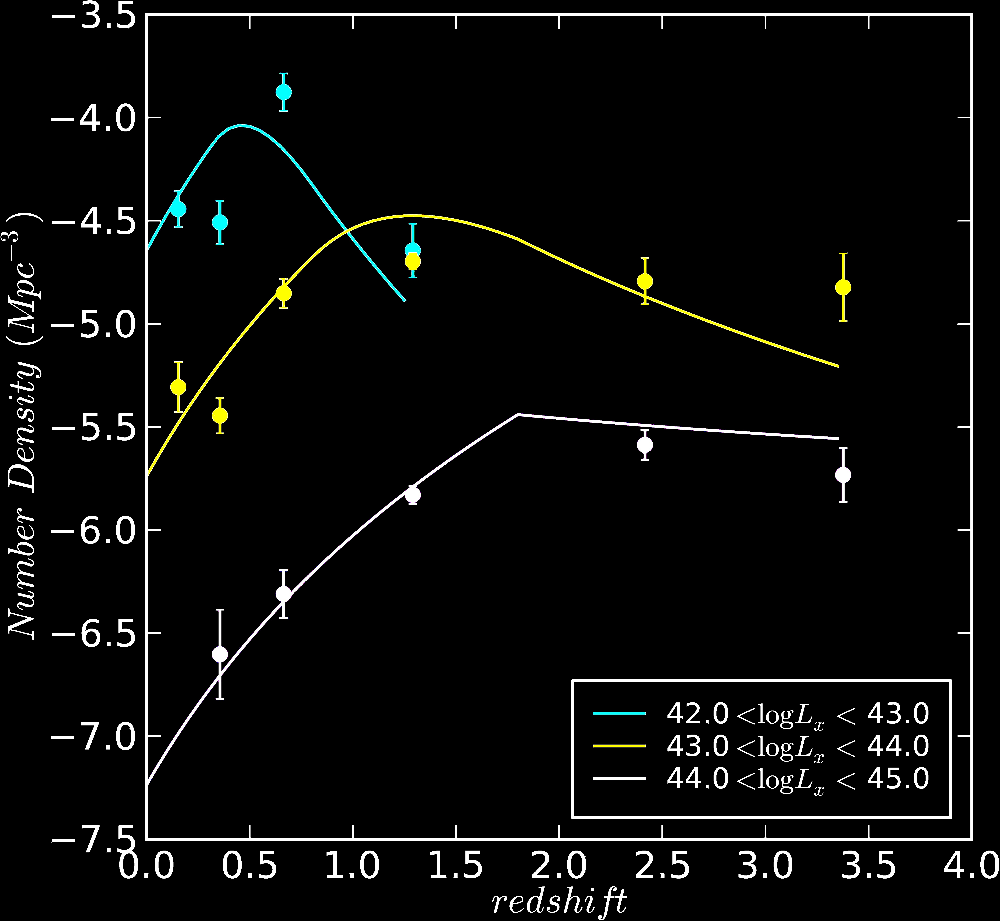 −3.5
−4.0
−4.5
−5.0
−5.5
−6.0
−6.5
−7.0
−7.5
Number Density (Mpc⁻³)
42.0 <logLₓ < 43.0
43.0 <logLₓ < 44.0
44.0 <logLₓ < 45.0
0.0 0.5 1.0 1.5 2.0 2.5 3.0 3.5 4.0
redshift